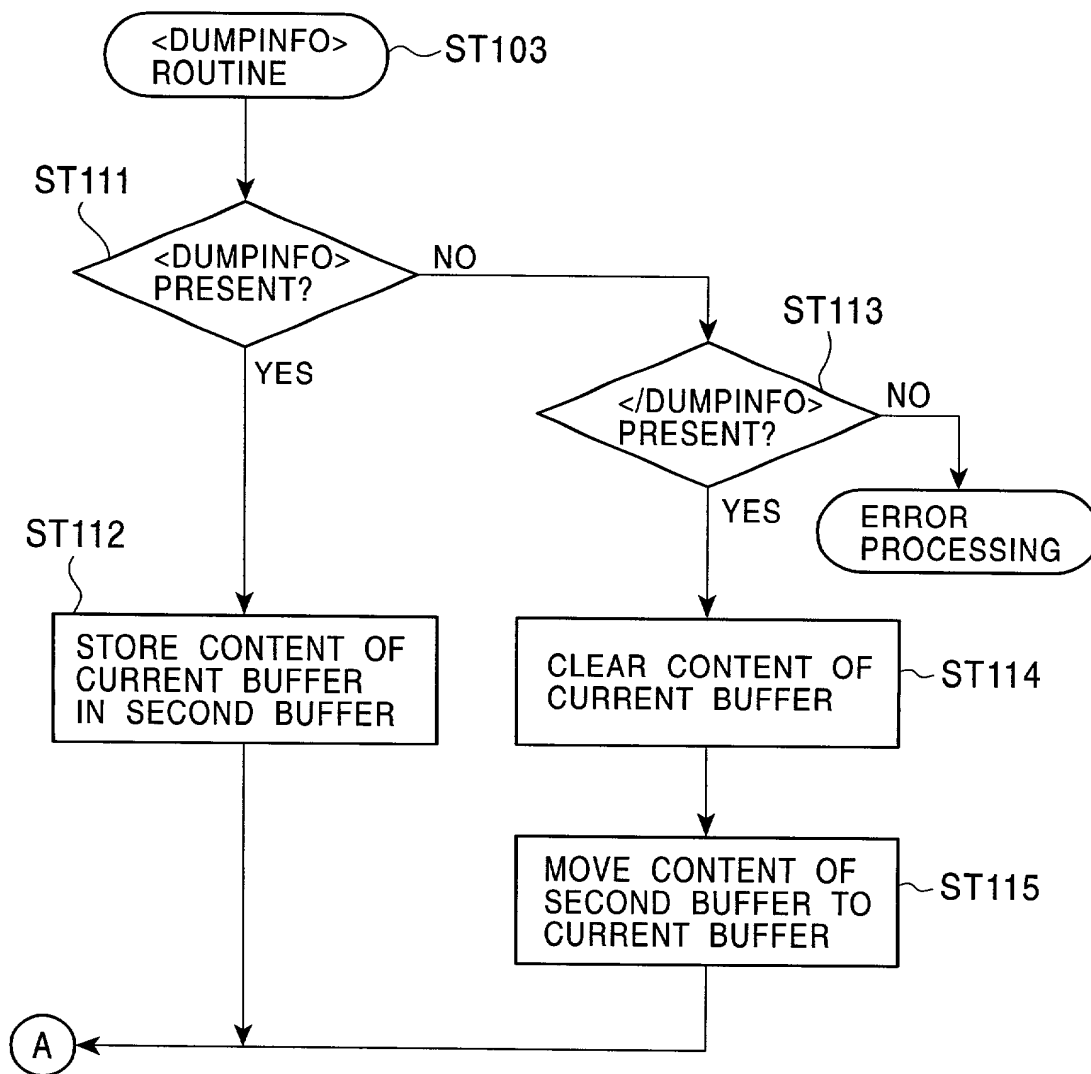 <DUMPINFO>
ROUTINE
ST103
ST111
<DUMPINFO>
PRESENT?
NO
YES
ST113
</DUMPINFO>
PRESENT?
NO
YES
ERROR
PROCESSING
ST112
STORE CONTENT OF
CURRENT BUFFER
IN SECOND BUFFER
CLEAR CONTENT OF
CURRENT BUFFER
ST114
MOVE CONTENT OF
SECOND BUFFER TO
CURRENT BUFFER
ST115
A